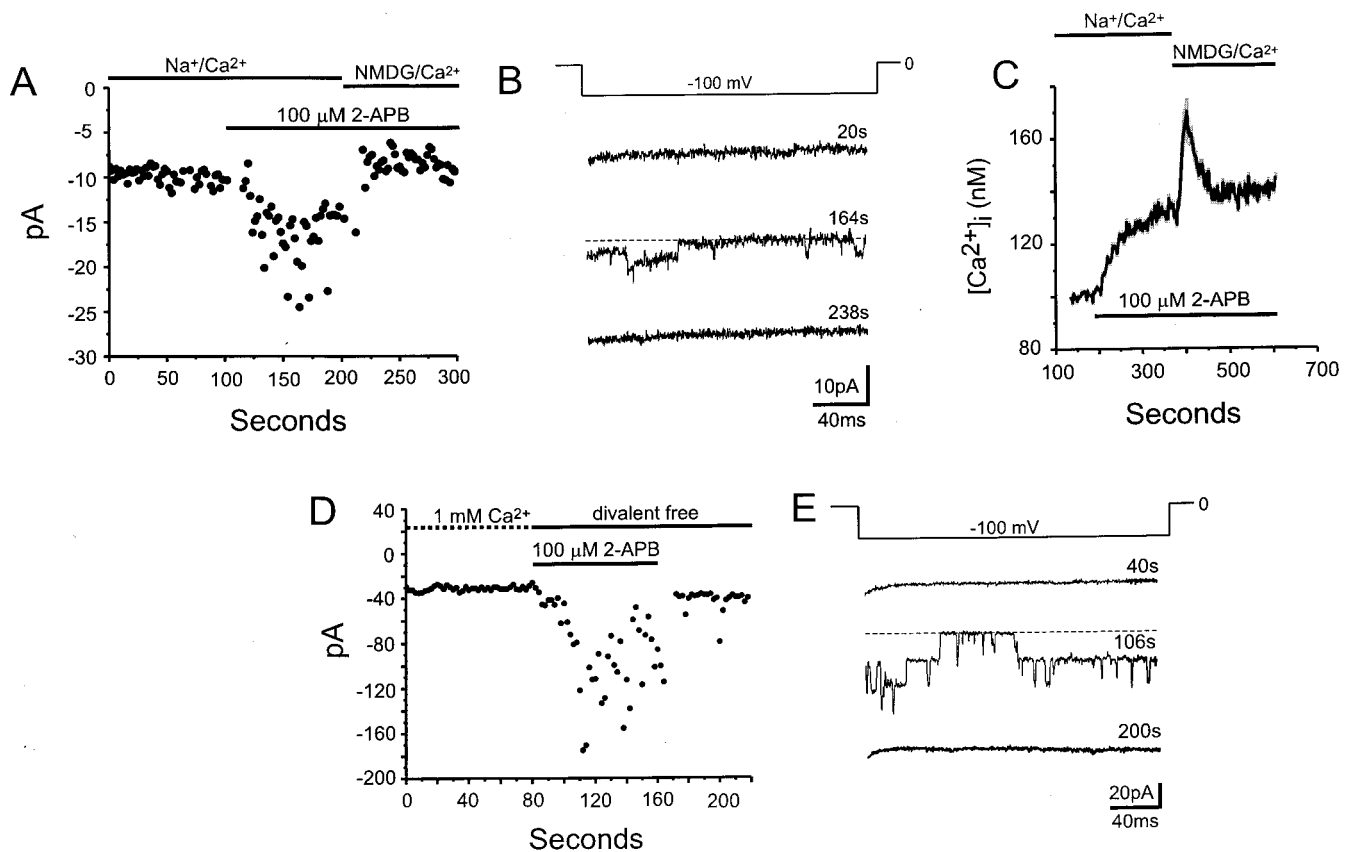 A
Na⁺/Ca²⁺
NMDG/Ca²⁺
100 μM 2-APB
0
-5
-10
-15
-20
-25
-30
pA
0 50 100 150 200 250 300
Seconds
B
0
-100 mV
20s
164s
238s
10pA
40ms
C
Na⁺/Ca²⁺
NMDG/Ca²⁺
160
120
80
[Ca²⁺]i (nM)
100 μM 2-APB
100 300 500 700
Seconds
D
1 mM Ca²⁺ divalent free
100 μM 2-APB
40
0
-40
-80
-120
-160
-200
pA
0 40 80 120 160 200
Seconds
E
0
-100 mV
40s
106s
200s
20pA
40ms